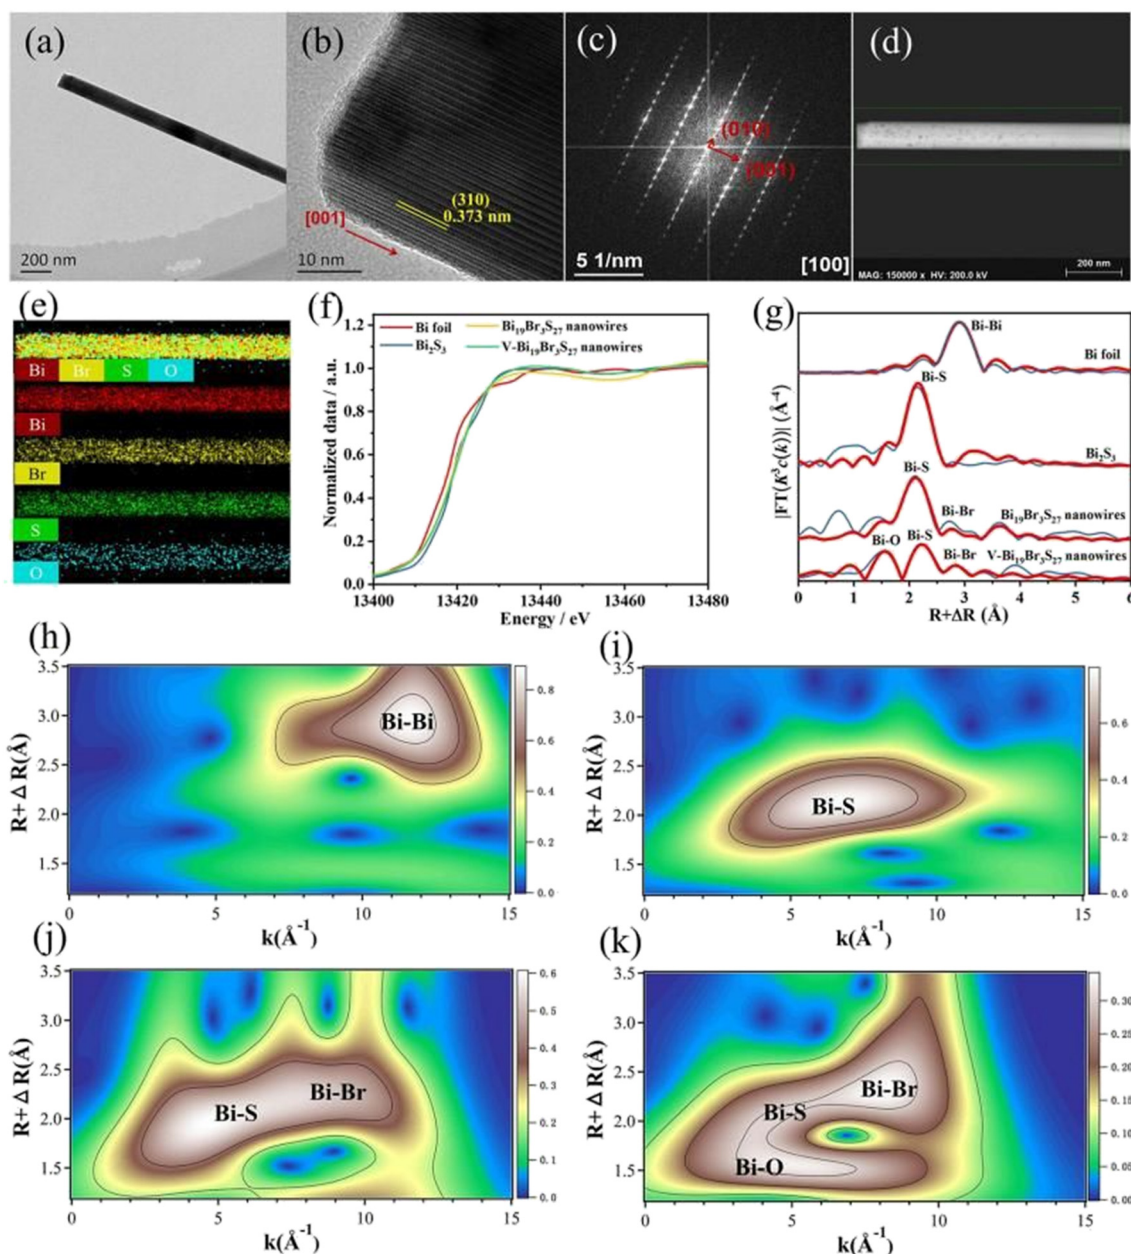 (a)
200 nm
(b)
(310)
0.373 nm
[001]
10 nm
(c)
(010)
(001)
5 1/nm
[100]
(d)
MAG: 150000 x HV: 200.0 kV
200 nm
(e)
Bi Br S O
Bi
Br
S
O
(f)
Bi foil
Bi₂S₃
Bi₁₉Br₃S₂₇ nanowires
V-Bi₁₉Br₃S₂₇ nanowires
Normalized data / a.u.
1.2
1.0
0.8
0.6
0.4
0.2
0.0
13400 13420 13440 13460 13480
Energy / eV
(g)
Bi-Bi
Bi foil
Bi-S
Bi₂S₃
Bi-S
Bi-Br
Bi₁₉Br₃S₂₇ nanowires
Bi-O
Bi-S
Bi-Br
V-Bi₁₉Br₃S₂₇ nanowires
|FT(K³c(k))| (Å⁻⁴)
0 1 2 3 4 5 6
R+ΔR (Å)
(h)
3.5
3.0
2.5
2.0
1.5
R+ Δ R(Å)
Bi-Bi
0.8
0.6
0.4
0.2
0.0
0 5 10 15
k(Å⁻¹)
(i)
3.5
3.0
2.5
2.0
1.5
R+ Δ R(Å)
Bi-S
0.6
0.4
0.2
0.0
0 5 10 15
k(Å⁻¹)
(j)
3.5
3.0
2.5
2.0
1.5
R+ Δ R(Å)
Bi-S
Bi-Br
0.6
0.5
0.4
0.3
0.2
0.1
0.0
0 5 10 15
k(Å⁻¹)
(k)
3.5
3.0
2.5
2.0
1.5
R+ Δ R(Å)
Bi-Br
Bi-S
Bi-O
0.30
0.25
0.20
0.15
0.10
0.05
0.00
0 5 10 15
k(Å⁻¹)